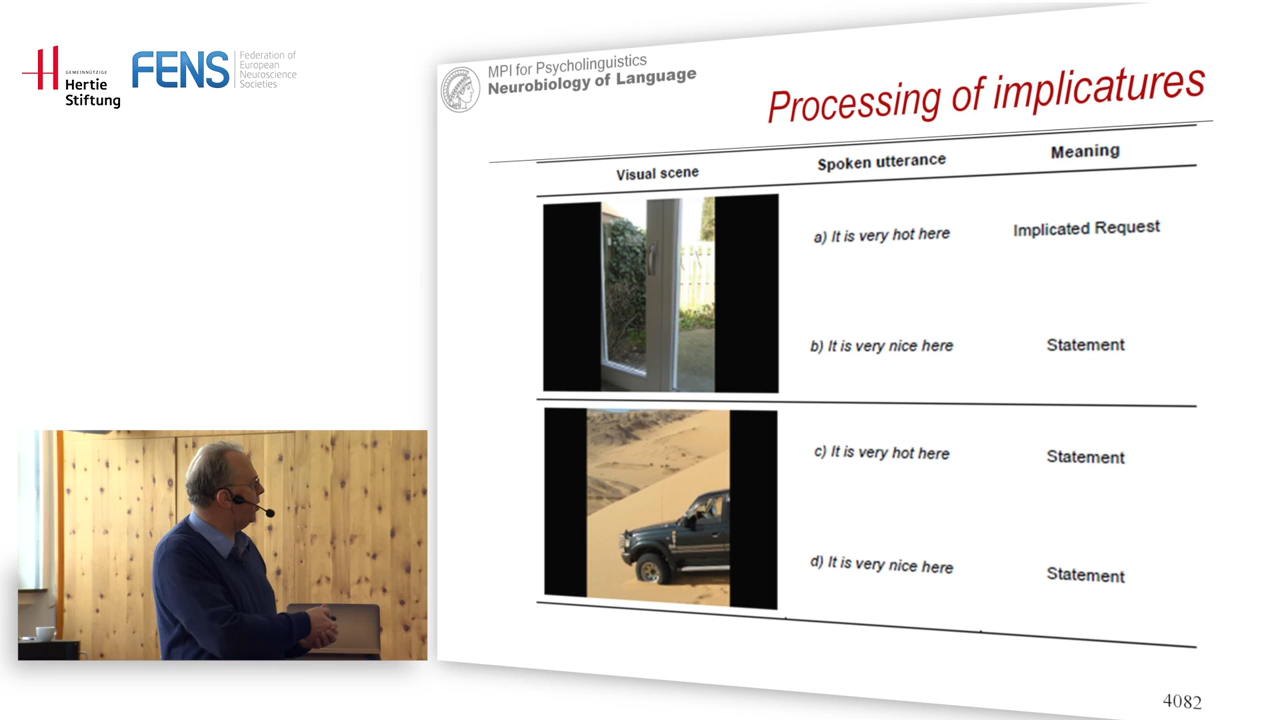 GEMEINNÜTZIGE
Hertie
Stiftung
FENS
Federation of
European
Neuroscience
Societies
MPI for Psycholinguistics
Neurobiology of Language
Processing of implicatures
Visual scene
Spoken utterance
Meaning
a) It is very hot here
Implicated Request
b) It is very nice here
Statement
c) It is very hot here
Statement
d) It is very nice here
Statement
4082